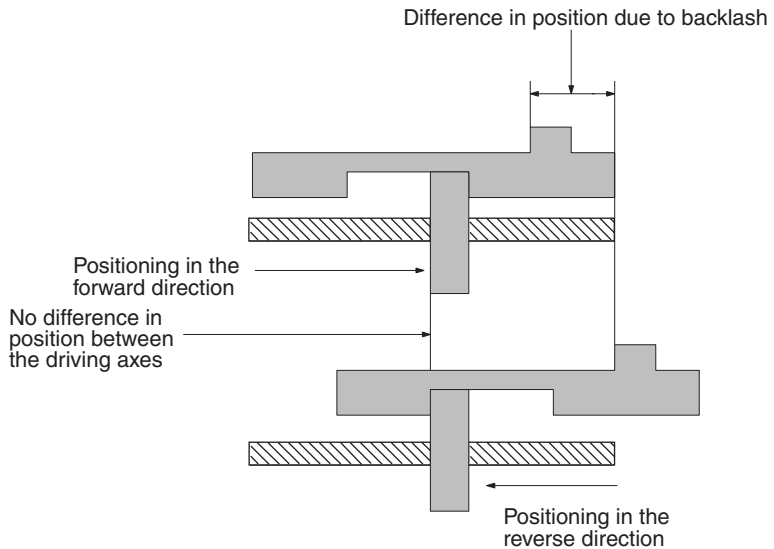 Difference in position due to backlash
Positioning in the
forward direction
No difference in
position between
the driving axes
Positioning in the
reverse direction